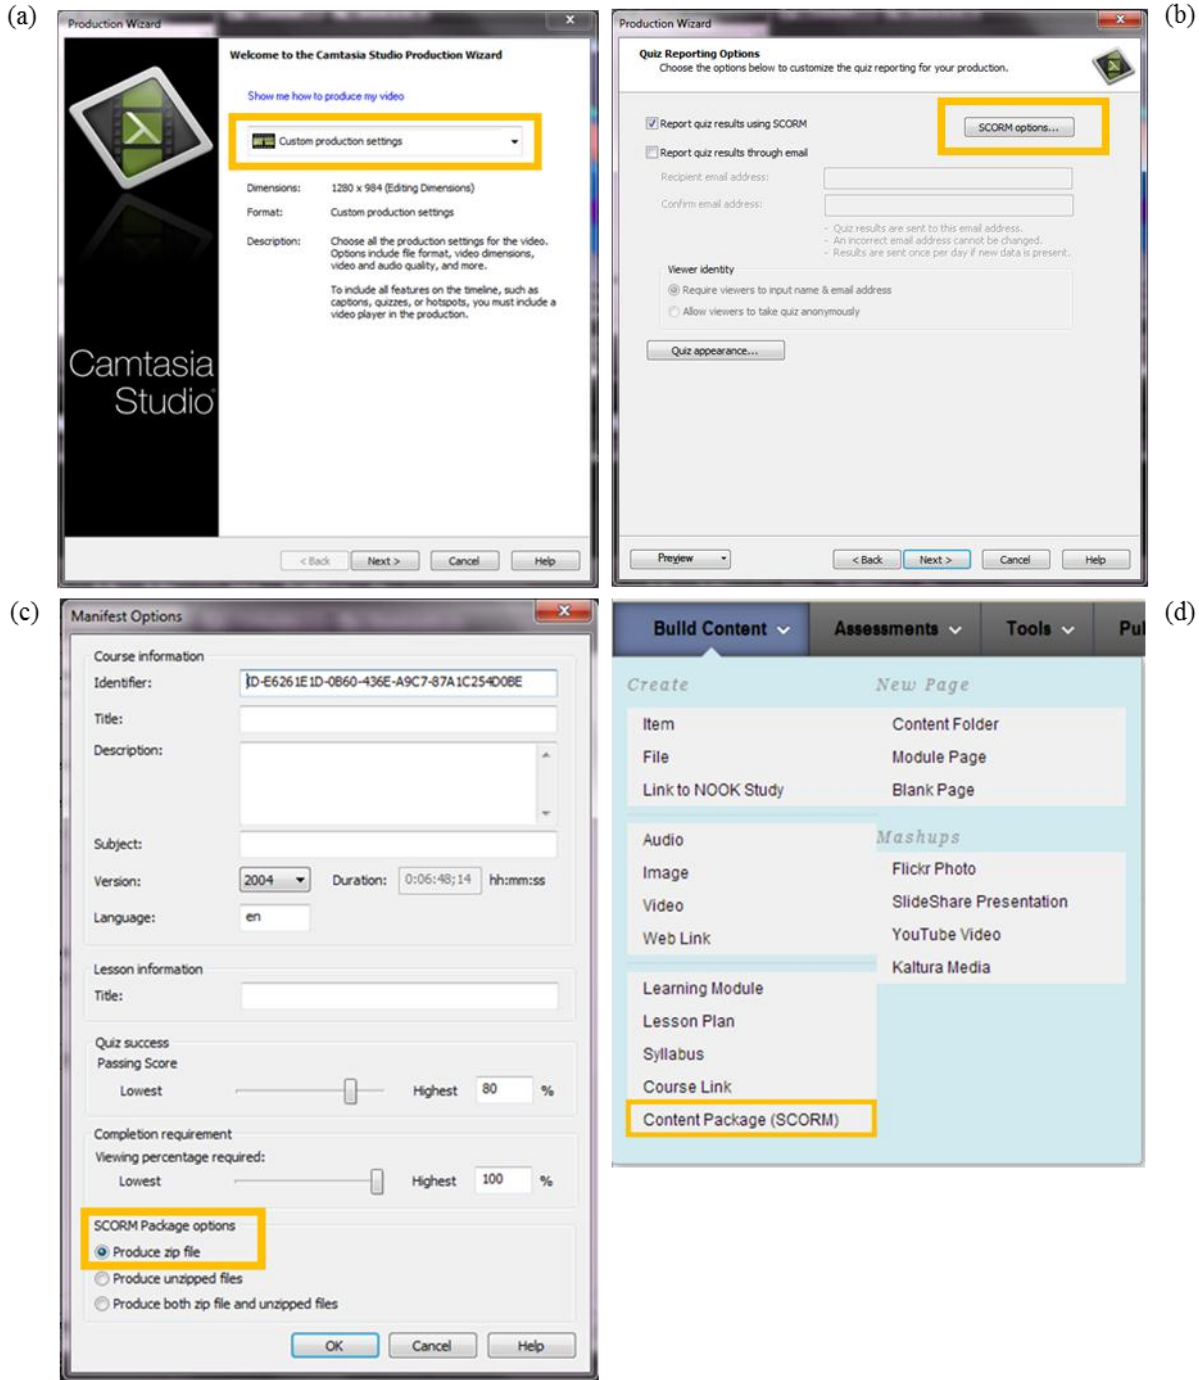 (a)
Production Wizard
Welcome to the Camtasia Studio Production Wizard
Show me how to produce my video
Custom production settings
Dimensions: 1280 x 984 (Editing Dimensions)
Format: Custom production settings
Description: Choose all the production settings for the video.
Options include file format, video dimensions,
video and audio quality, and more.
To include all features on the timeline, such as
captions, quizzes, or hotspots, you must include a
video player in the production.
Camtasia
Studio
< Back Next > Cancel Help
(b)
Production Wizard
Quiz Reporting Options
Choose the options below to customize the quiz reporting for your production.
Report quiz results using SCORM
SCORM options...
Report quiz results through email
Recipient email address:
Confirm email address:
- Quiz results are sent to this email address.
- An incorrect email address cannot be changed.
- Results are sent once per day if new data is present.
Viewer identity
Require viewers to input name & email address
Allow viewers to take quiz anonymously
Quiz appearance...
Preview < Back Next > Cancel Help
(c)
Manifest Options
Course information
Identifier: ID-E6261E1D-0B60-436E-A9C7-87A1C254D0BE
Title:
Description:
Subject:
Version: 2004 Duration: 0:06:48;14 hh:mm:ss
Language: en
Lesson information
Title:
Quiz success
Passing Score
Lowest Highest 80 %
Completion requirement
Viewing percentage required:
Lowest Highest 100 %
SCORM Package options
Produce zip file
Produce unzipped files
Produce both zip file and unzipped files
OK Cancel Help
(d)
Build Content Assessments Tools Pul
Create
Item
File
Link to NOOK Study
Audio
Image
Video
Web Link
Learning Module
Lesson Plan
Syllabus
Course Link
Content Package (SCORM)
New Page
Content Folder
Module Page
Blank Page
Mashups
Flickr Photo
SlideShare Presentation
YouTube Video
Kaltura Media